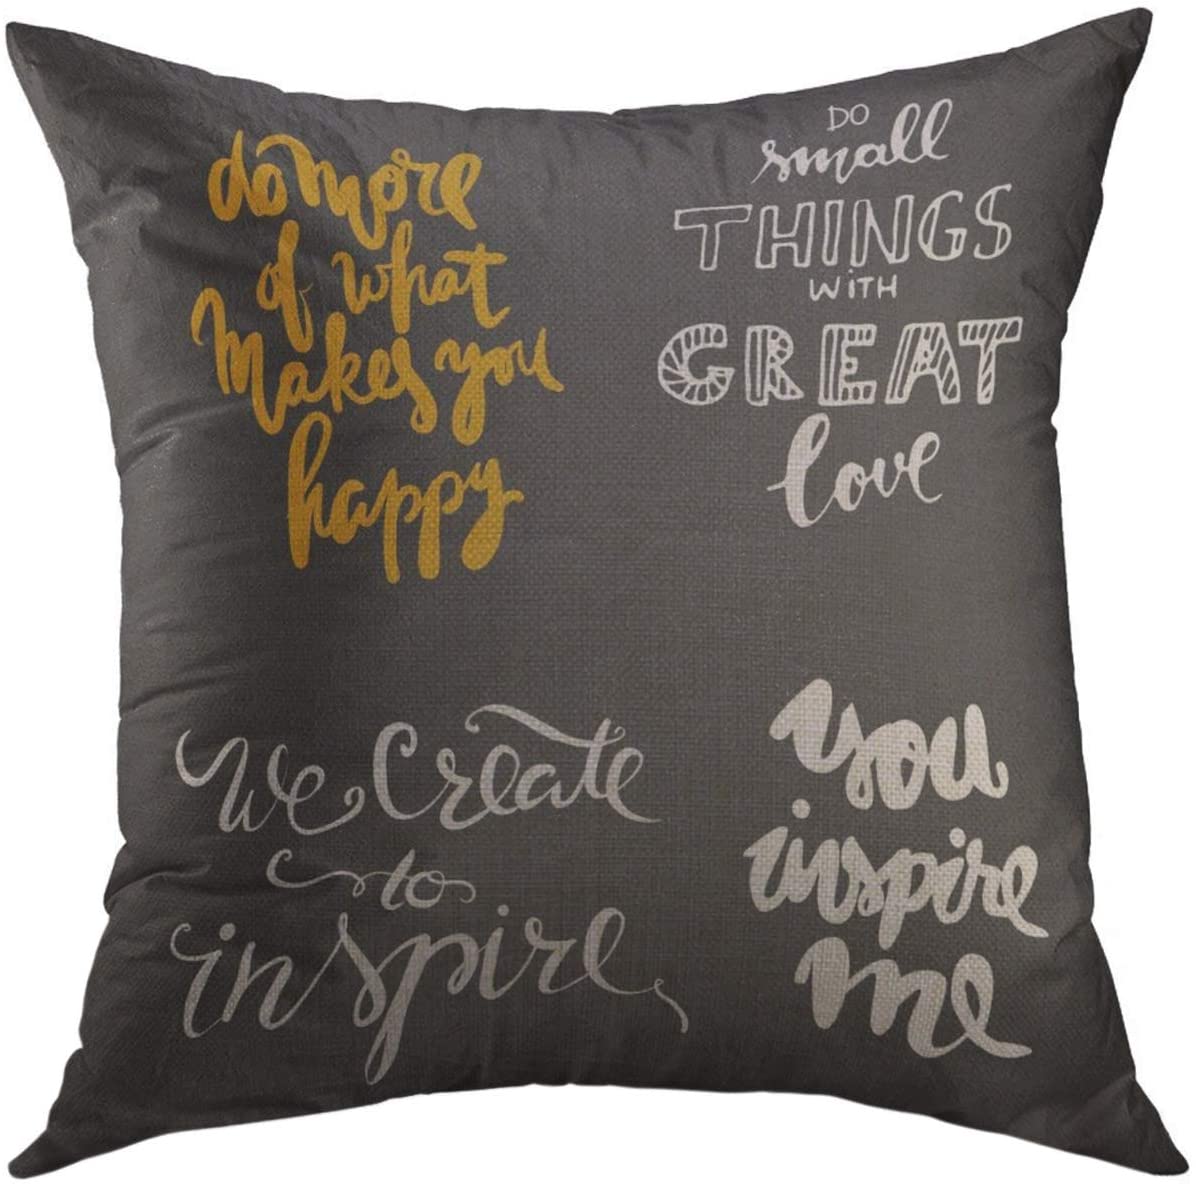 do more
of what
Makes you
happy
DO
small
THINGS
WITH
GREAT
love
We Create
to
inspire
you
inspire
me